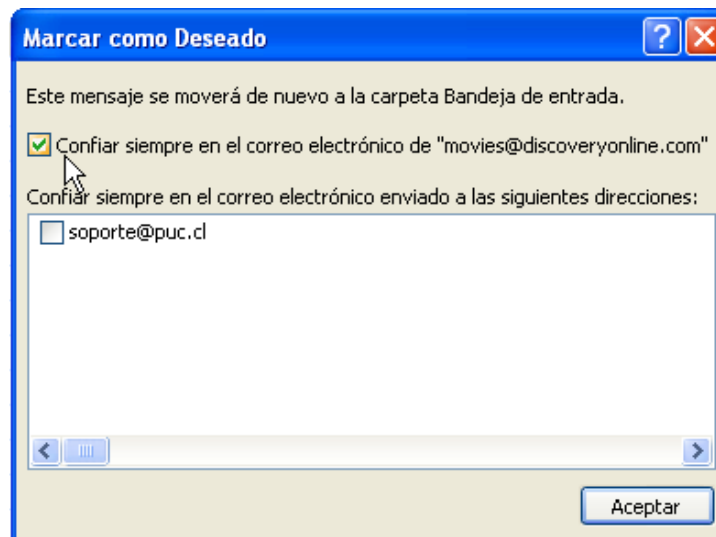 Marcar como Deseado
Este mensaje se moverá de nuevo a la carpeta Bandeja de entrada.
Confiar siempre en el correo electrónico de "movies@discoveryonline.com"
Confiar siempre en el correo electrónico enviado a las siguientes direcciones:
soporte@puc.cl
Aceptar